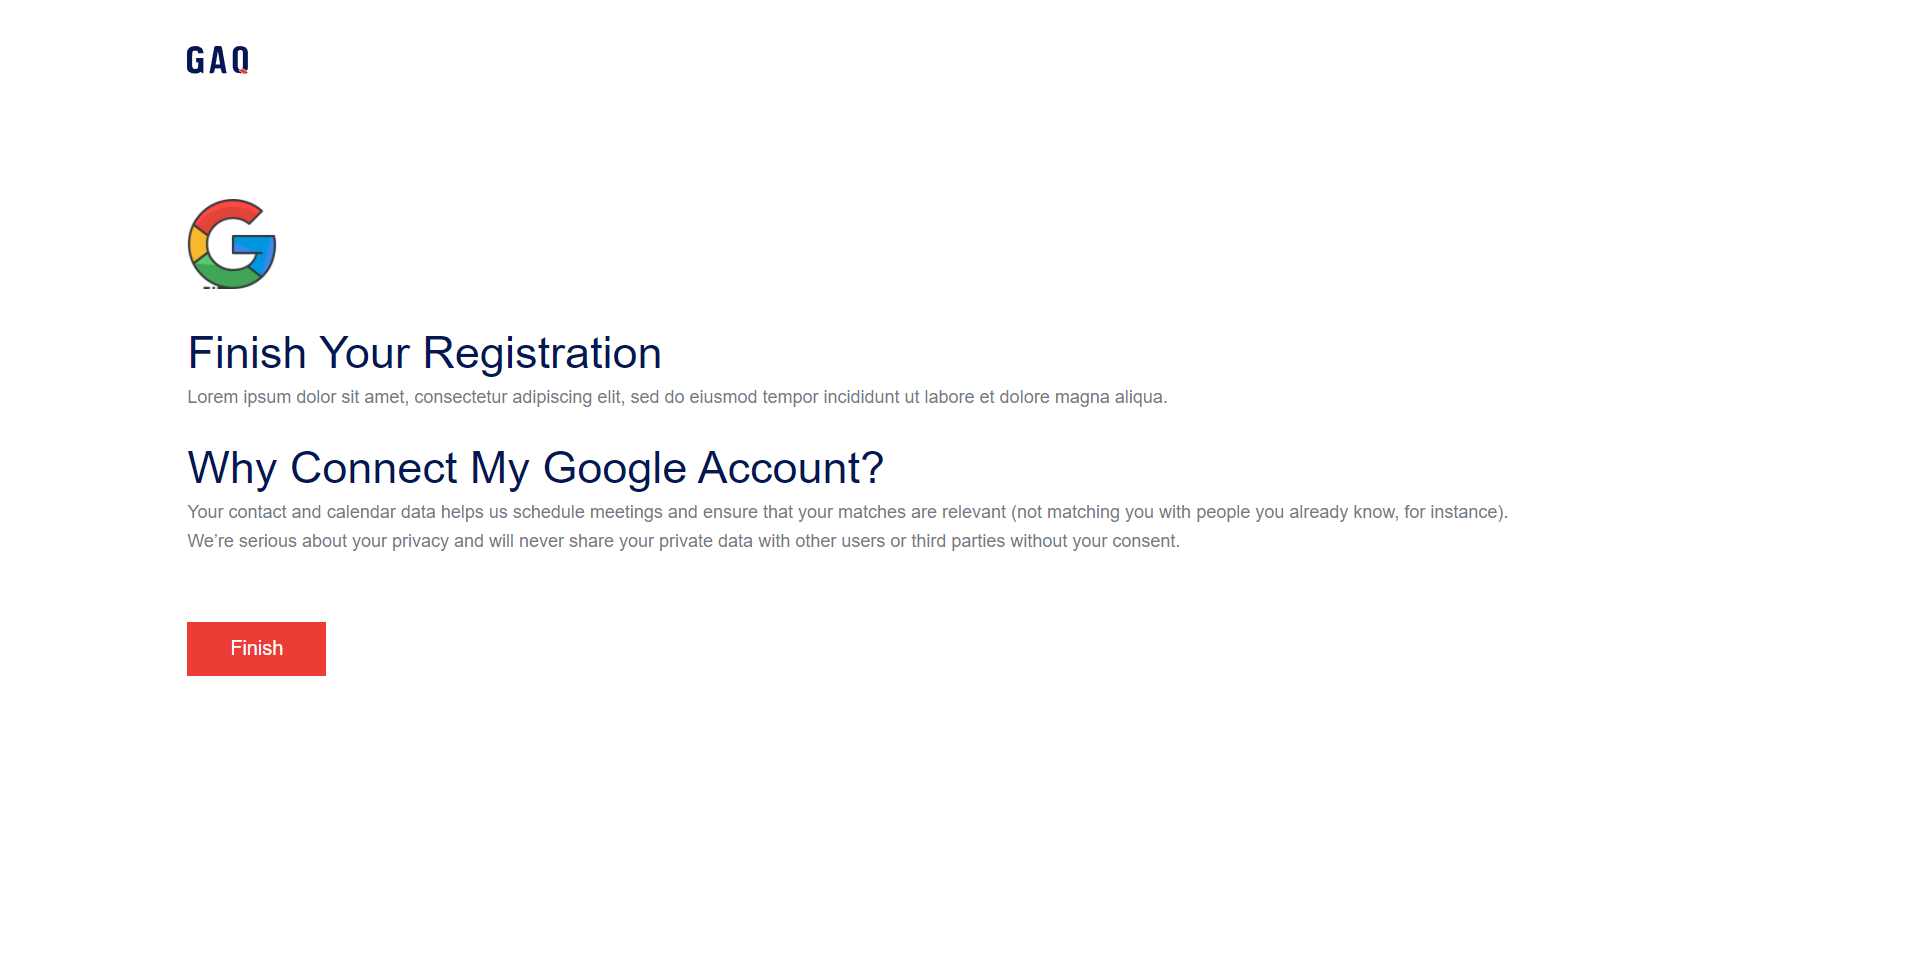 GAQ
Finish Your Registration
Lorem ipsum dolor sit amet, consectetur adipiscing elit, sed do eiusmod tempor incididunt ut labore et dolore magna aliqua.
Why Connect My Google Account?
Your contact and calendar data helps us schedule meetings and ensure that your matches are relevant (not matching you with people you already know, for instance).
We’re serious about your privacy and will never share your private data with other users or third parties without your consent.
Finish